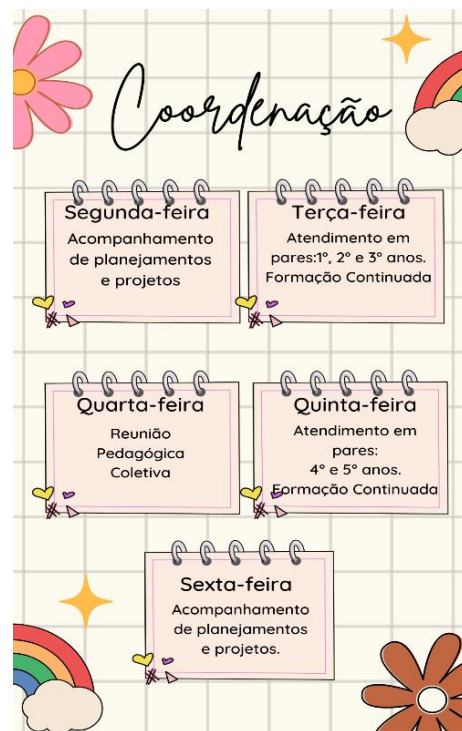 Coordenação
Segunda-feira
Acompanhamento
de planejamentos
e projetos
Terça-feira
Atendimento em
pares:1º, 2º e 3º anos.
Formação Continuada
Quarta-feira
Reunião
Pedagógica
Coletiva
Quinta-feira
Atendimento em
pares:
4º e 5º anos.
Formação Continuada
Sexta-feira
Acompanhamento
de planejamentos
e projetos.